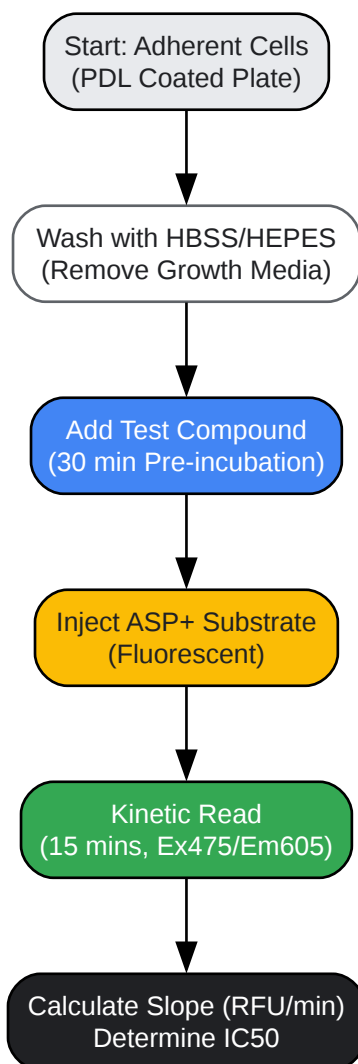 Start: Adherent Cells
(PDL Coated Plate)
Wash with HBSS/HEPES
(Remove Growth Media)
Add Test Compound
(30 min Pre-incubation)
Inject ASP+ Substrate
(Fluorescent)
Kinetic Read
(15 mins, Ex475/Em605)
Calculate Slope (RFU/min)
Determine IC50